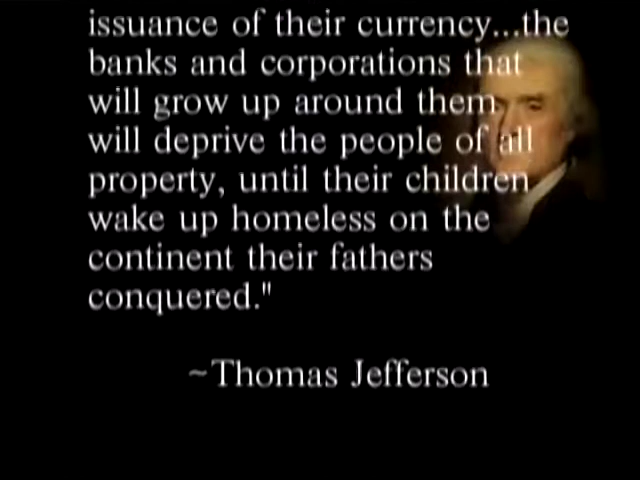 issuance of their currency...the
banks and corporations that
will grow up around them
will deprive the people of all
property, until their children
wake up homeless on the
continent their fathers
conquered."
~Thomas Jefferson